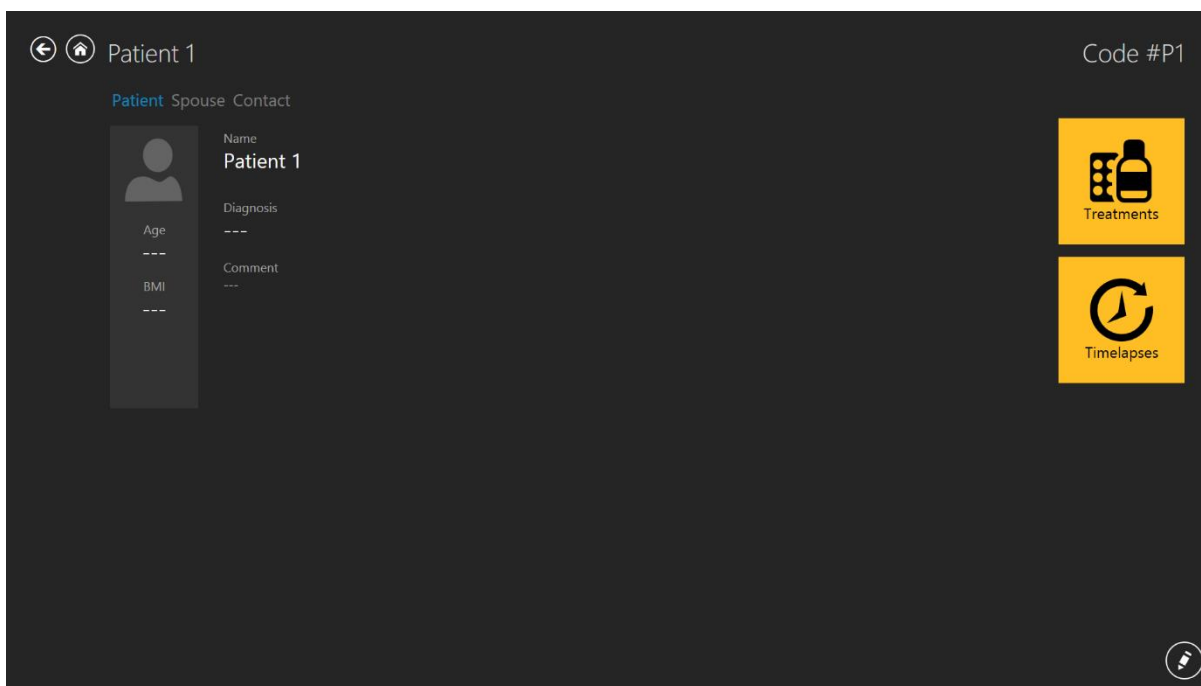 Patient 1
Code #P1
Patient Spouse Contact
Name
Patient 1
Diagnosis
---
Comment
---
Age
---
BMI
---
Treatments
Timelapses